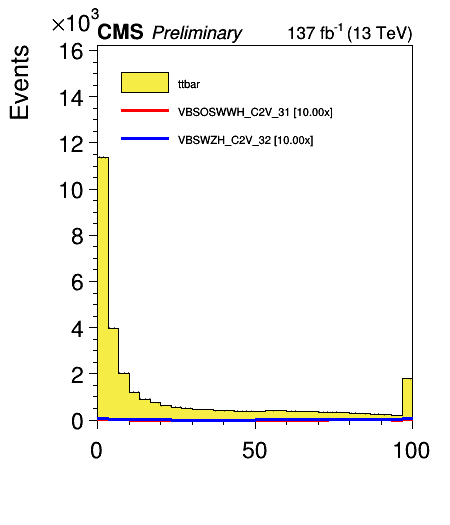 ×10³ CMS Preliminary 137 fb⁻¹ (13 TeV)
Events
16
14
12
10
8
6
4
2
0
ttbar
VBSOSWWH_C2V_31 [10.00x]
VBSWZH_C2V_32 [10.00x]
0 50 100